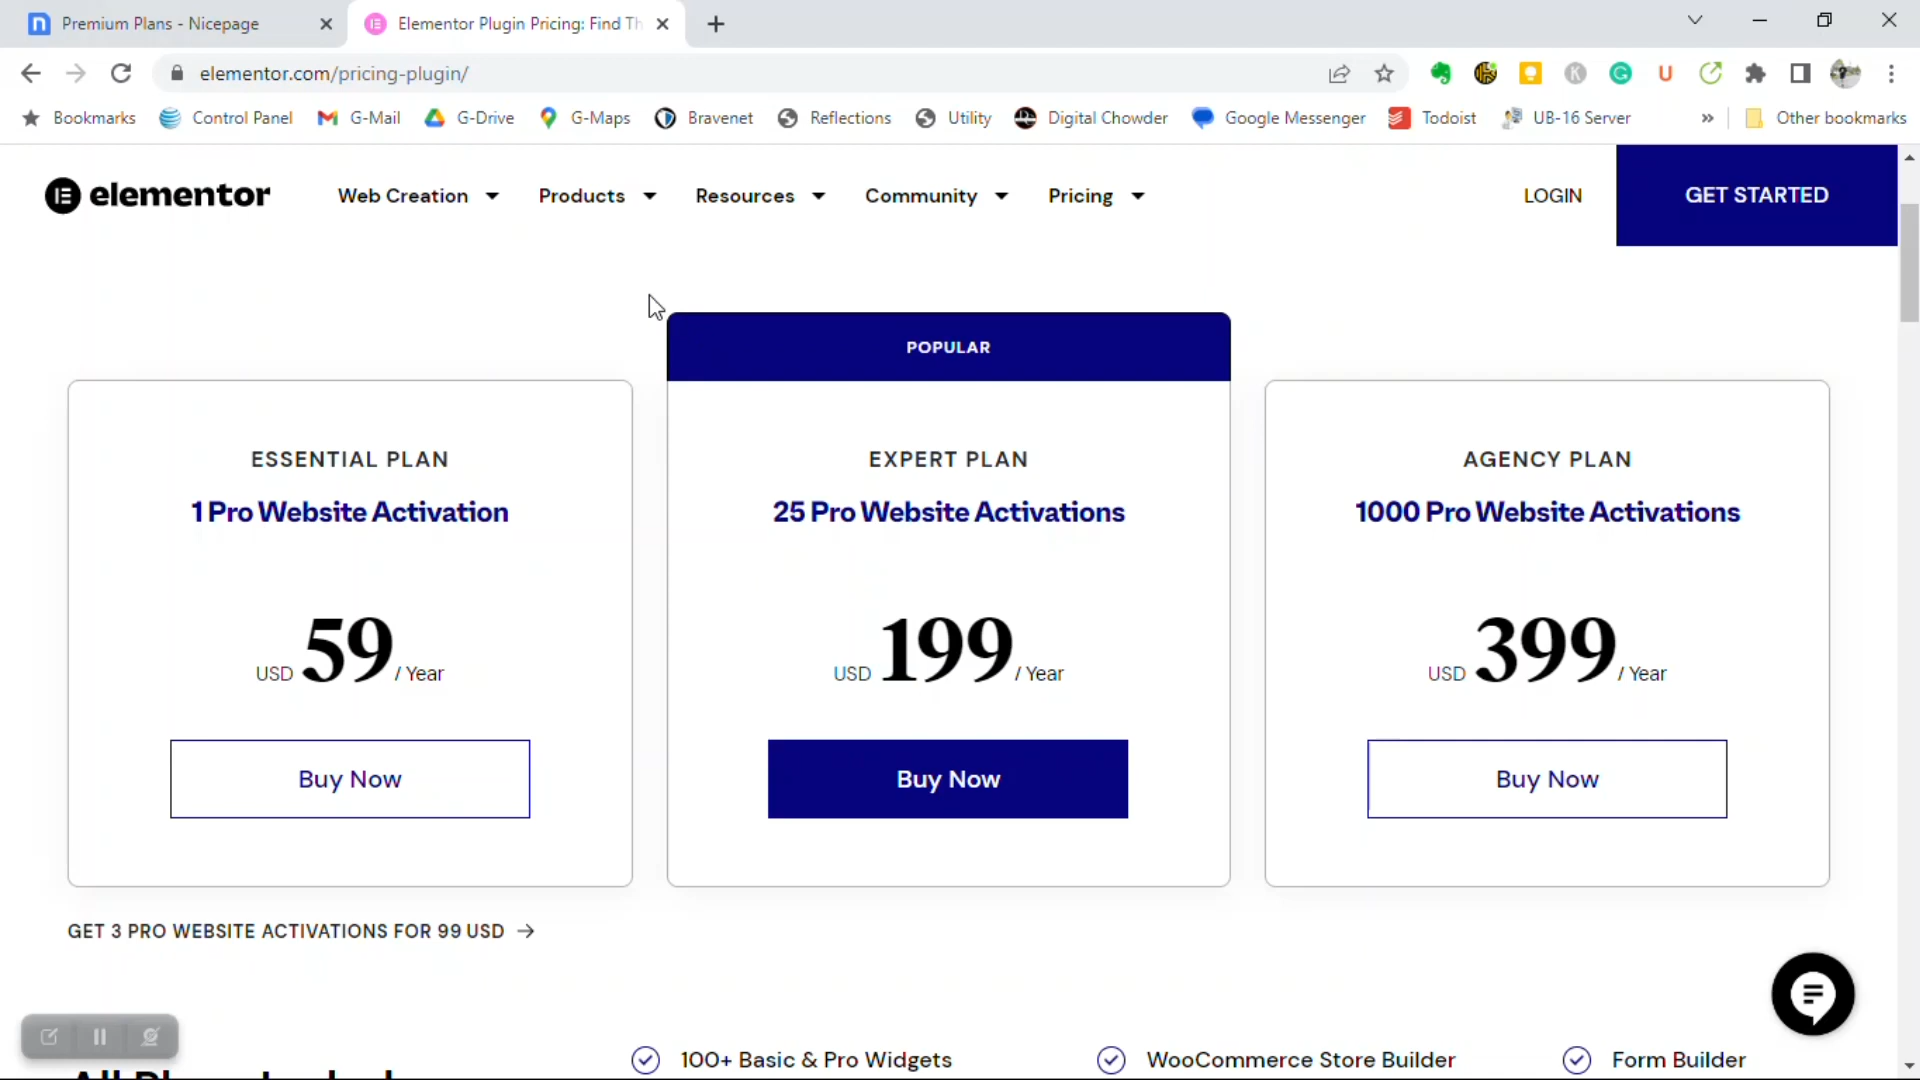 Premium Plans - Nicepage
Elementor Plugin Pricing: Find Th
elementor.com/pricing-plugin/
Bookmarks Control Panel G-Mail G-Drive G-Maps Bravenet Reflections Utility Digital Chowder Google Messenger Todoist UB-16 Server » Other bookmarks
elementor Web Creation Products Resources Community Pricing LOGIN GET STARTED
POPULAR
ESSENTIAL PLAN
1 Pro Website Activation
USD 59 / Year
Buy Now
EXPERT PLAN
25 Pro Website Activations
USD 199 / Year
Buy Now
AGENCY PLAN
1000 Pro Website Activations
USD 399 / Year
Buy Now
GET 3 PRO WEBSITE ACTIVATIONS FOR 99 USD →
100+ Basic & Pro Widgets
WooCommerce Store Builder
Form Builder